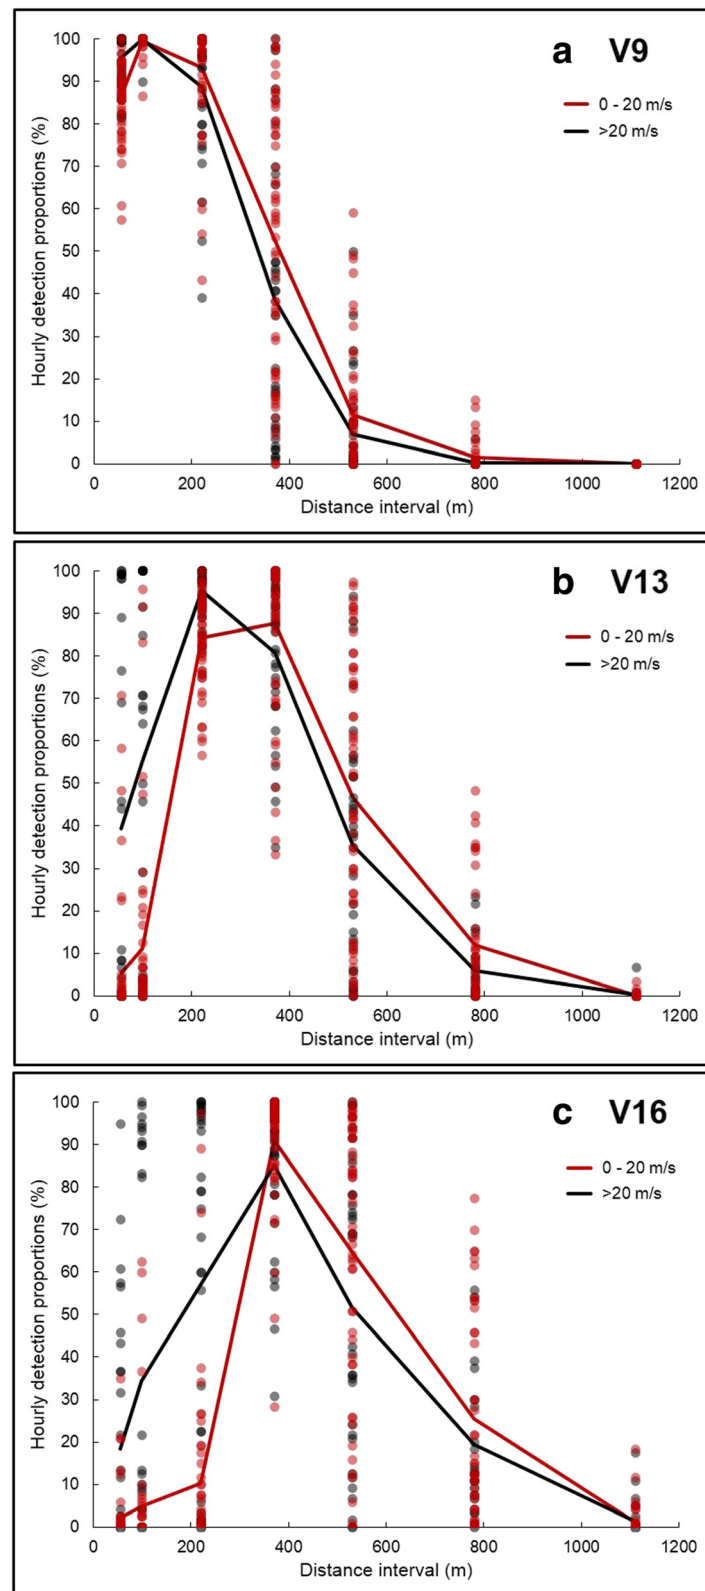 a V9
0 - 20 m/s
>20 m/s
Hourly detection proportions (%)
100
90
80
70
60
50
40
30
20
10
0
0 200 400 600 800 1000 1200
Distance interval (m)
b V13
0 - 20 m/s
>20 m/s
Hourly detection proportions (%)
100
90
80
70
60
50
40
30
20
10
0
0 200 400 600 800 1000 1200
Distance interval (m)
c V16
0 - 20 m/s
>20 m/s
Hourly detection proportions (%)
100
90
80
70
60
50
40
30
20
10
0
0 200 400 600 800 1000 1200
Distance interval (m)